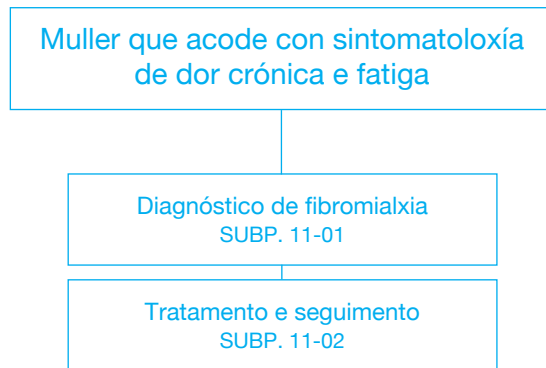 Muller que acode con sintomatoloxía
de dor crónica e fatiga
Diagnóstico de fibromialxia
SUBP. 11-01
Tratamento e seguimento
SUBP. 11-02